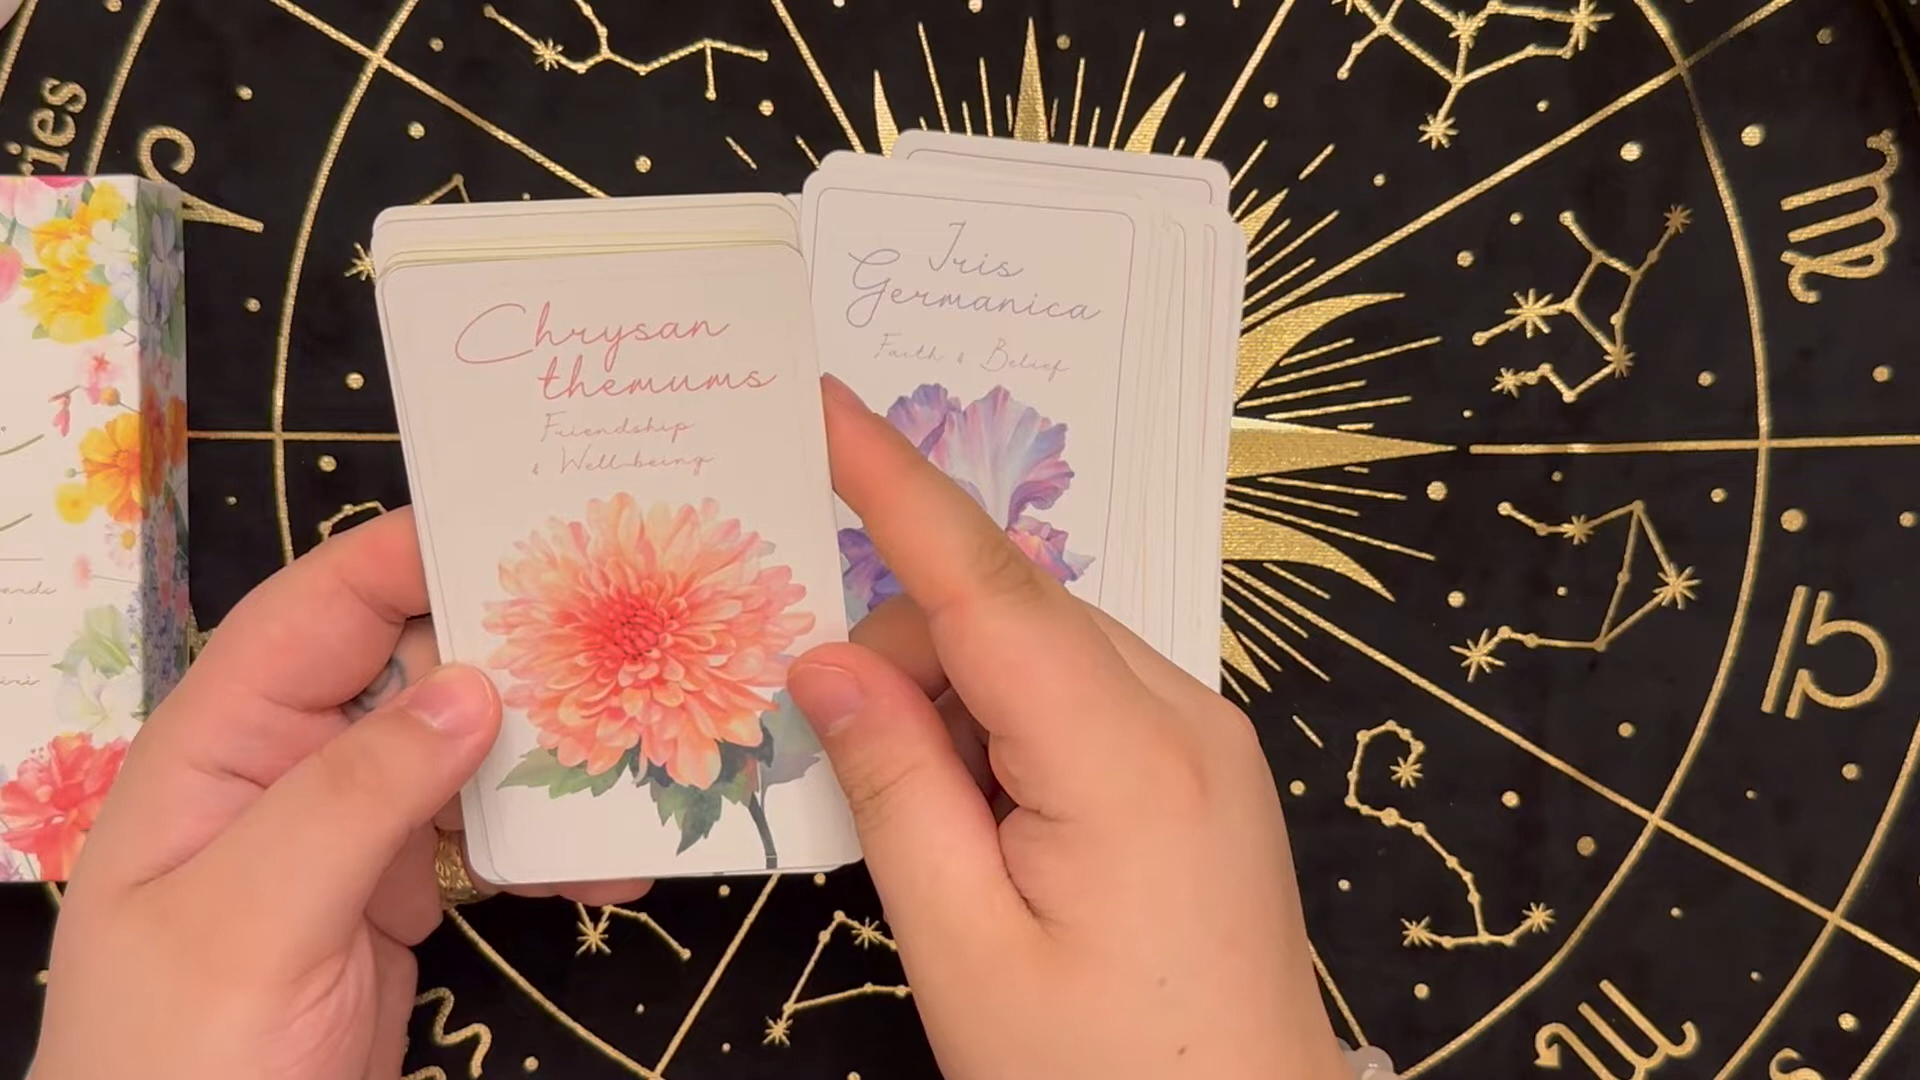 ries
Chrysan
themums
Friendship
& Well-being
Iris
Germanica
Faith & Belief